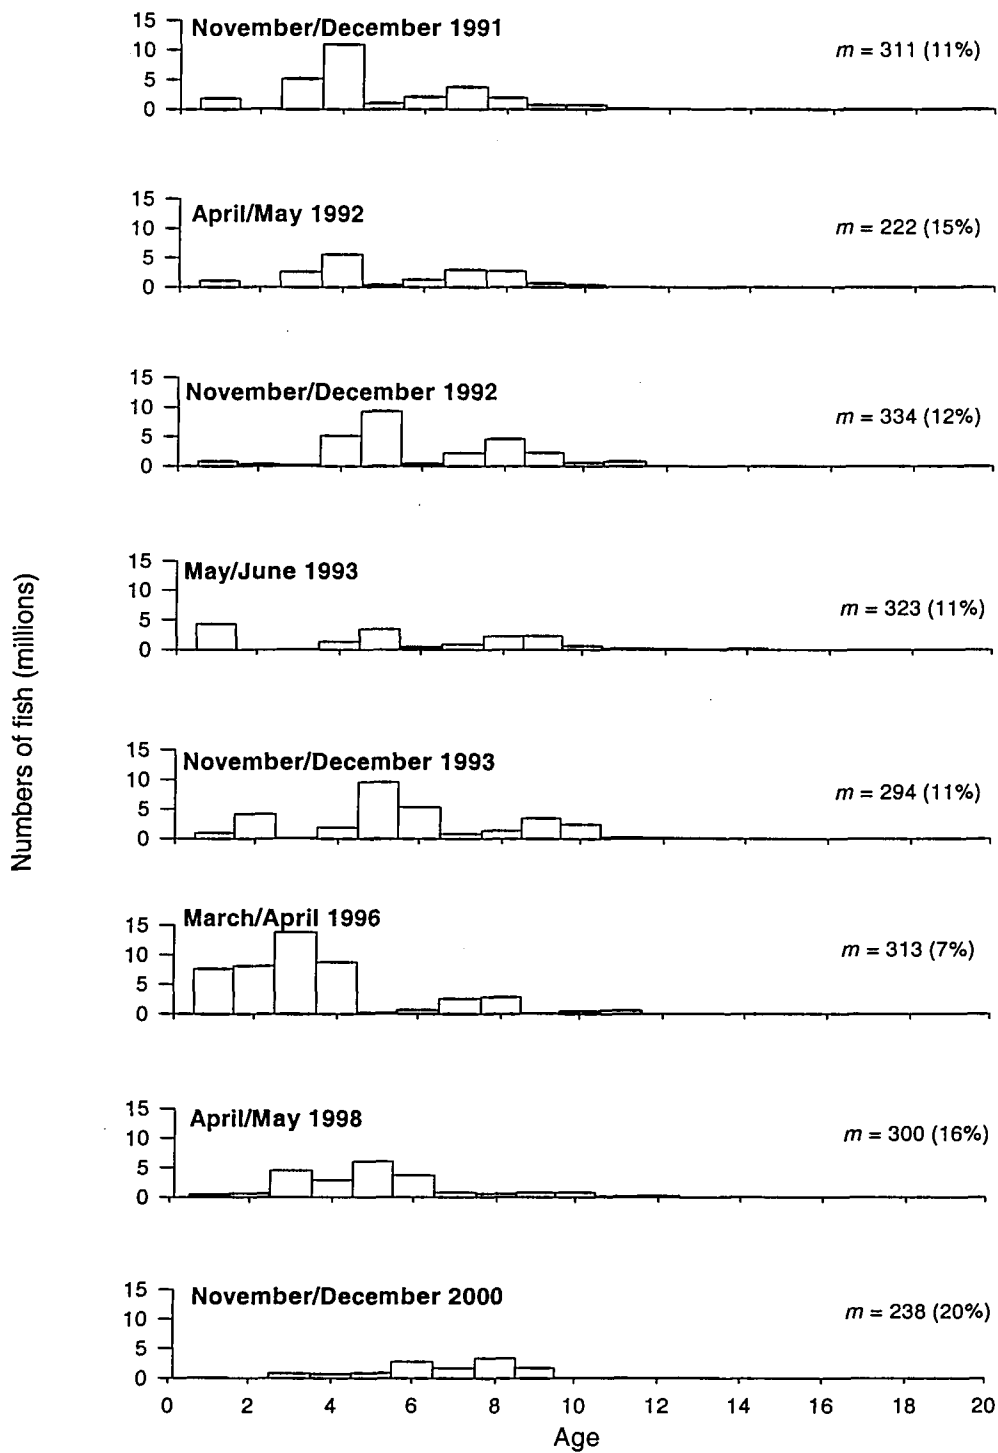 November/December 1991
m = 311 (11%)
15
10
5
0
April/May 1992
m = 222 (15%)
15
10
5
0
November/December 1992
m = 334 (12%)
15
10
5
0
May/June 1993
m = 323 (11%)
15
10
5
0
Numbers of fish (millions)
November/December 1993
m = 294 (11%)
15
10
5
0
March/April 1996
m = 313 (7%)
15
10
5
0
April/May 1998
m = 300 (16%)
15
10
5
0
November/December 2000
m = 238 (20%)
15
10
5
0
0 2 4 6 8 10 12 14 16 18 20
Age